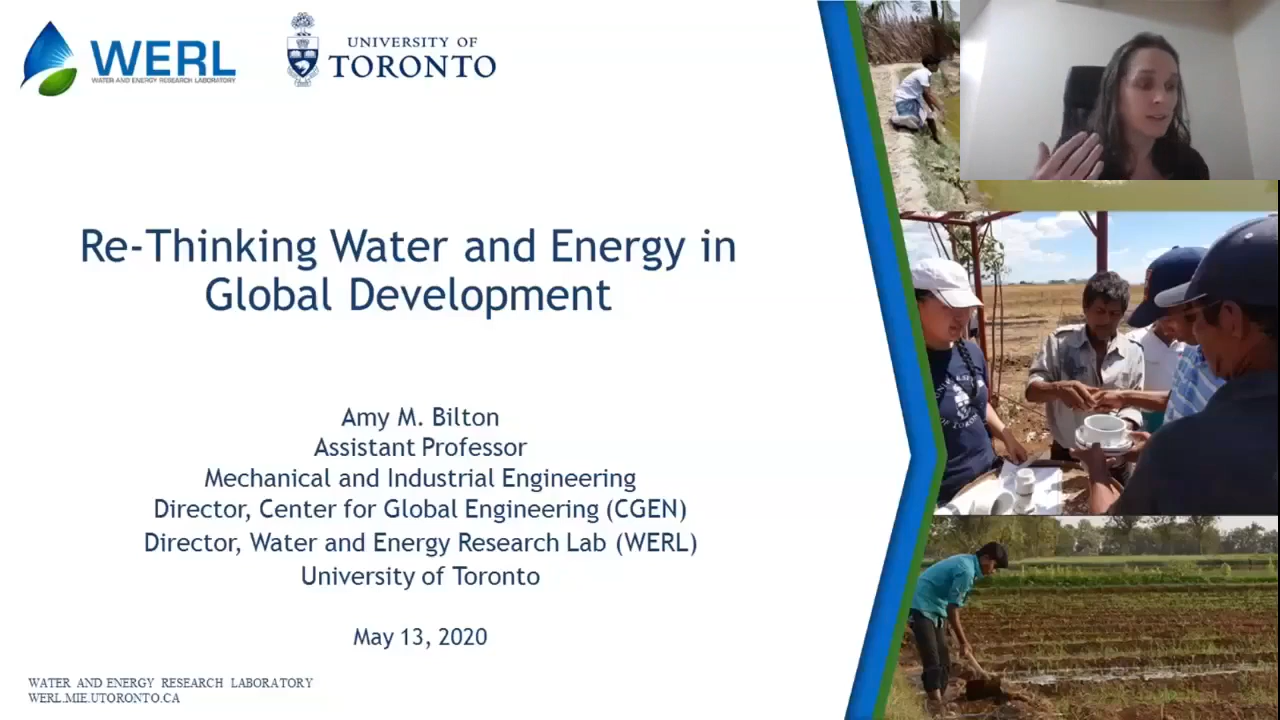 WERL
WATER AND ENERGY RESEARCH LABORATORY
UNIVERSITY OF
TORONTO
Re-Thinking Water and Energy in
Global Development
Amy M. Bilton
Assistant Professor
Mechanical and Industrial Engineering
Director, Center for Global Engineering (CGEN)
Director, Water and Energy Research Lab (WERL)
University of Toronto
May 13, 2020
WATER AND ENERGY RESEARCH LABORATORY
WERL.MIE.UTORONTO.CA
OF TORONTO